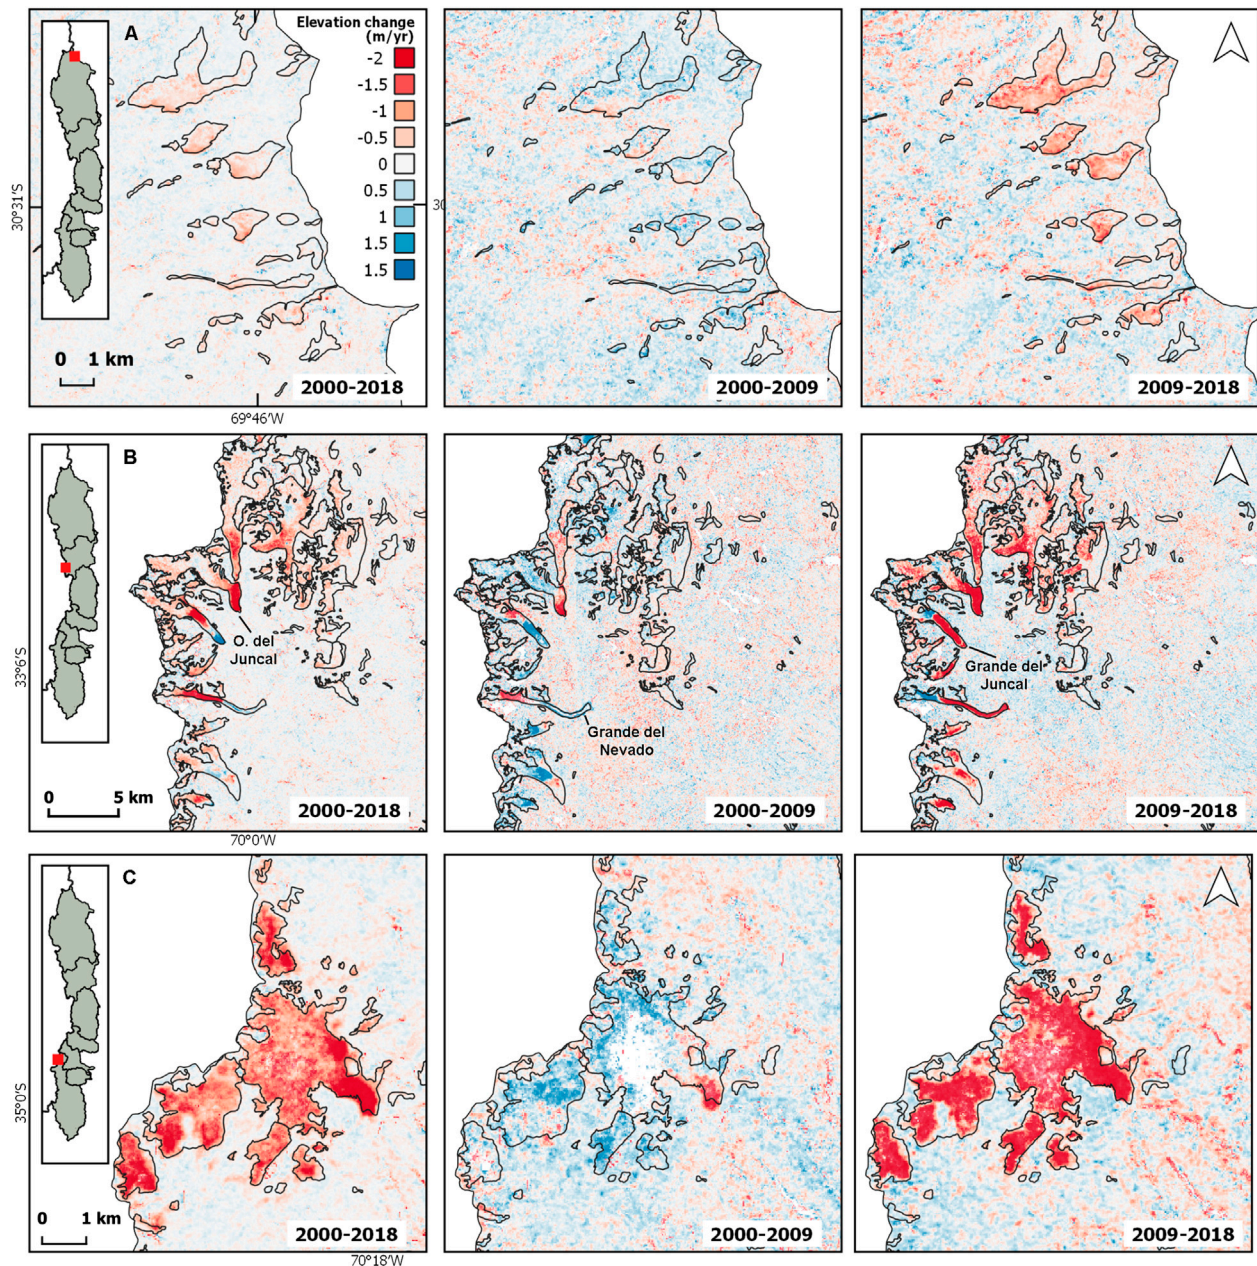 A
Elevation change
(m/yr)
-2
-1.5
-1
-0.5
0
0.5
1
1.5
1.5
30°31'S
30
0 1 km
2000-2018
2000-2009
2009-2018
69°46'W
B
O. del
Juncal
Grande del
Nevado
Grande del
Juncal
33°6'S
0 5 km
2000-2018
2000-2009
2009-2018
70°0'W
C
35°0'S
0 1 km
2000-2018
2000-2009
2009-2018
70°18'W